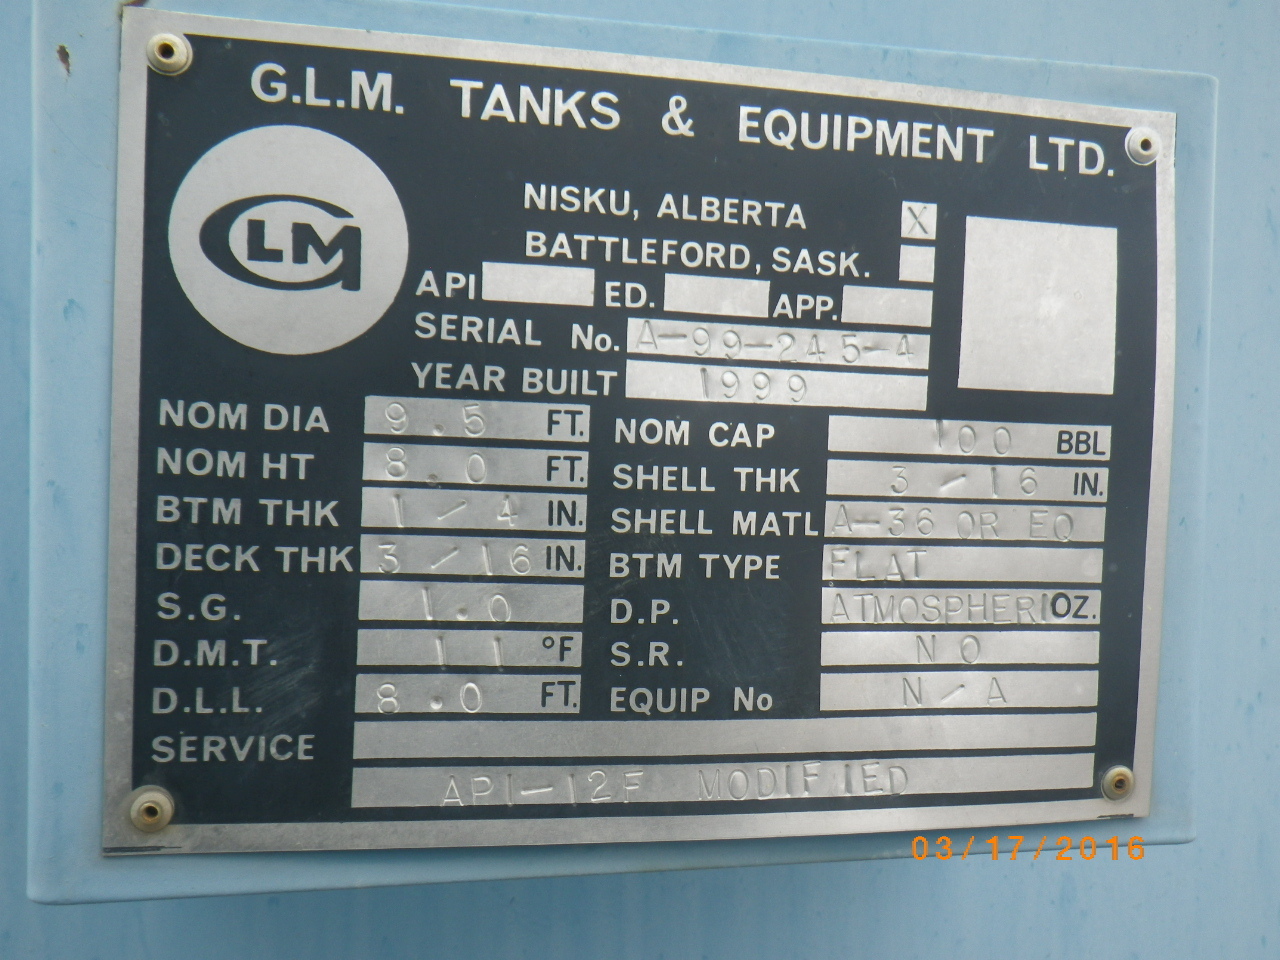 G.L.M. TANKS & EQUIPMENT LTD.
GLM
NISKU, ALBERTA X
BATTLEFORD, SASK.
API ED. APP.
SERIAL No. A-99-245-4
YEAR BUILT 1999
NOM DIA 9.5 FT. NOM CAP 100 BBL
NOM HT 8.0 FT. SHELL THK 3/16 IN.
BTM THK 1/4 IN. SHELL MATL A-36 OR EQ
DECK THK 3/16 IN. BTM TYPE FLAT
S.G. 1.0 D.P. ATMOSPHERI OZ.
D.M.T. 11 °F S.R. NO
D.L.L. 8.0 FT. EQUIP No N/A
SERVICE
API-12F MODIFIED
03/17/2016